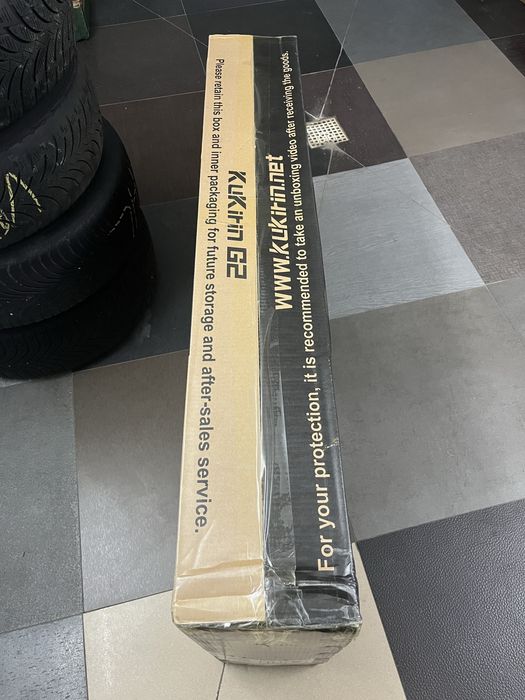 KuKirin G2
Please retain this box and inner packaging for future storage and after-sales service.
www.kukirin.net
For your protection, it is recommended to take an unboxing video after receiving the goods.